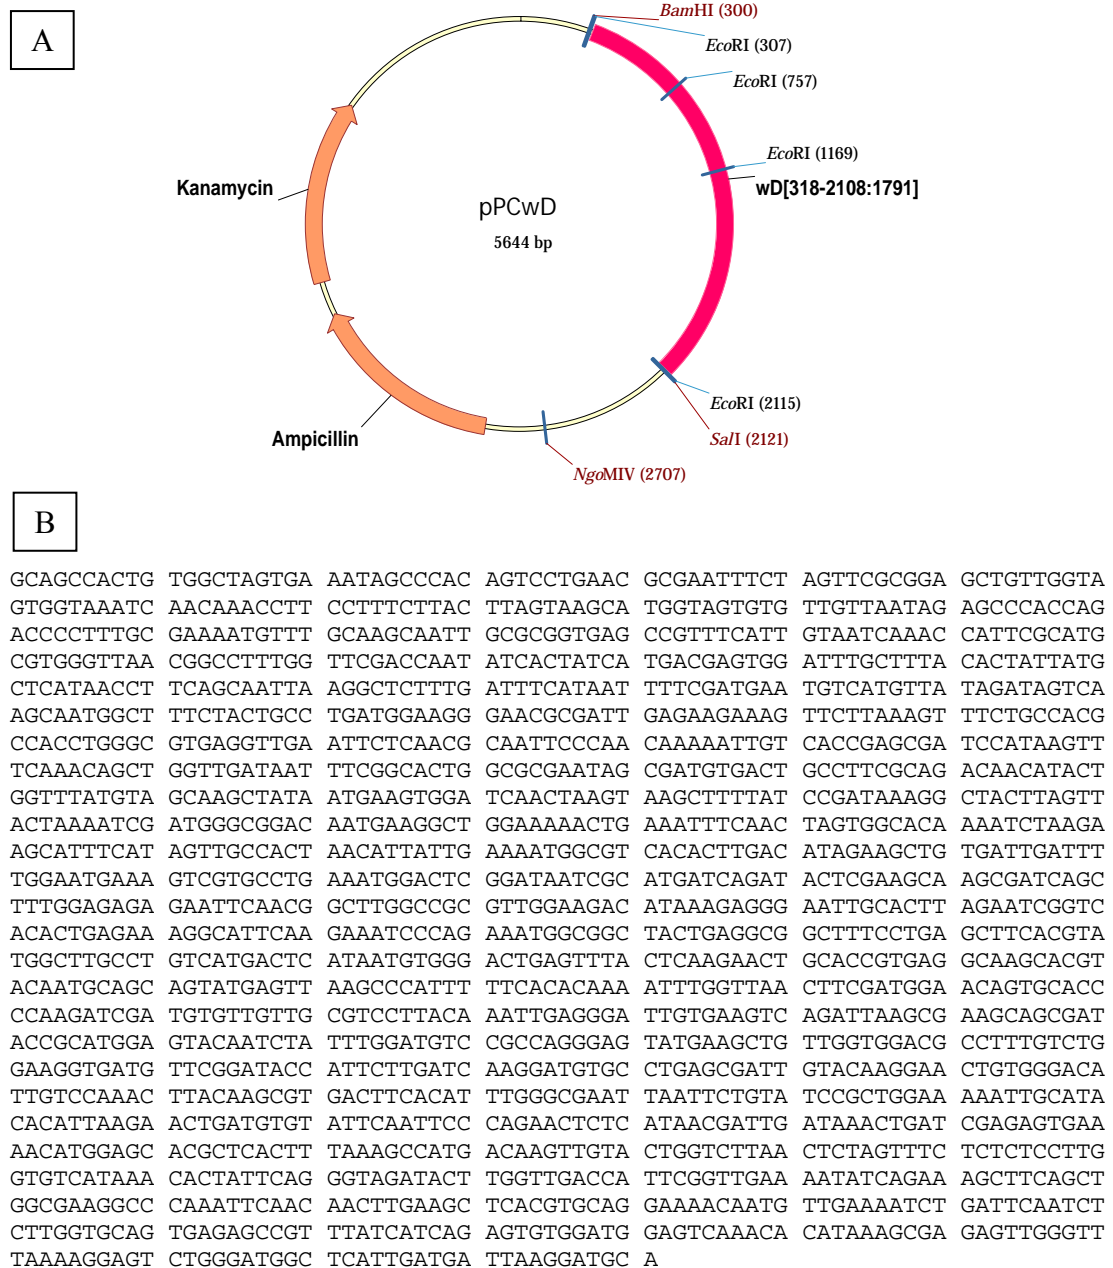 A
BamHI (300)
EcoRI (307)
EcoRI (757)
EcoRI (1169)
wD[318-2108:1791]
Kanamycin
pPCwD
5644 bp
EcoRI (2115)
SalI (2121)
Ampicillin
NgoMIV (2707)
B
GCAGCCACTG TGGCTAGTGA AATAGCCCAC AGTCCTGAAC GCGAATTTCT AGTTCGCGGA GCTGTTGGTA
GTGGTAAATC AACAAACCTT CCTTTCTTAC TTAGTAAGCA TGGTAGTGTG TTGTTAATAG AGCCCACCAG
ACCCCTTTGC GAAAATGTTT GCAAGCAATT GCGCGGTGAG CCGTTTCATT GTAATCAAAC CATTCGCATG
CGTGGGTTAA CGGCCTTTGG TTCGACCAAT ATCACTATCA TGACGAGTGG ATTTGCTTTA CACTATTATG
CTCATAACCT TCAGCAATTA AGGCTCTTTG ATTTCATAAT TTTCGATGAA TGTCATGTTA TAGATAGTCA
AGCAATGGCT TTCTACTGCC TGATGGAAGG GAACGCGATT GAGAAGAAAG TTCTTAAAGT TTCTGCCACG
CCACCTGGGC GTGAGGTTGA ATTCTCAACG CAATTCCCAA CAAAAATTGT CACCGAGCGA TCCATAAGTT
TCAAACAGCT GGTTGATAAT TTCGGCACTG GCGCGAATAG CGATGTGACT GCCTTCGCAG ACAACATACT
GGTTTATGTA GCAAGCTATA ATGAAGTGGA TCAACTAAGT AAGCTTTTAT CCGATAAAGG CTACTTAGTT
ACTAAAATCG ATGGGCGGAC AATGAAGGCT GGAAAAACTG AAATTTCAAC TAGTGGCACA AAATCTAAGA
AGCATTTCAT AGTTGCCACT AACATTATTG AAAATGGCGT CACACTTGAC ATAGAAGCTG TGATTGATTT
TGGAATGAAA GTCGTGCCTG AAATGGACTC GGATAATCGC ATGATCAGAT ACTCGAAGCA AGCGATCAGC
TTTGGAGAGA GAATTCAACG GCTTGGCCGC GTTGGAAGAC ATAAAGAGGG AATTGCACTT AGAATCGGTC
ACACTGAGAA AGGCATTCAA GAAATCCCAG AAATGGCGGC TACTGAGGCG GCTTTCCTGA GCTTCACGTA
TGGCTTGCCT GTCATGACTC ATAATGTGGG ACTGAGTTTA CTCAAGAACT GCACCGTGAG GCAAGCACGT
ACAATGCAGC AGTATGAGTT AAGCCCATTT TTCACACAAA ATTTGGTTAA CTTCGATGGA ACAGTGCACC
CCAAGATCGA TGTGTTGTTG CGTCCTTACA AATTGAGGGA TTGTGAAGTC AGATTAAGCG AAGCAGCGAT
ACCGCATGGA GTACAATCTA TTTGGATGTC CGCCAGGGAG TATGAAGCTG TTGGTGGACG CCTTTGTCTG
GAAGGTGATG TTCGGATACC ATTCTTGATC AAGGATGTGC CTGAGCGATT GTACAAGGAA CTGTGGGACA
TTGTCCAAAC TTACAAGCGT GACTTCACAT TTGGGCGAAT TAATTCTGTA TCCGCTGGAA AAATTGCATA
CACATTAAGA ACTGATGTGT ATTCAATTCC CAGAACTCTC ATAACGATTG ATAAACTGAT CGAGAGTGAA
AACATGGAGC ACGCTCACTT TAAAGCCATG ACAAGTTGTA CTGGTCTTAA CTCTAGTTTC TCTCTCCTTG
GTGTCATAAA CACTATTCAG GGTAGATACT TGGTTGACCA TTCGGTTGAA AATATCAGAA AGCTTCAGCT
GGCGAAGGCC CAAATTCAAC AACTTGAAGC TCACGTGCAG GAAAACAATG TTGAAAATCT GATTCAATCT
CTTGGTGCAG TGAGAGCCGT TTATCATCAG AGTGTGGATG GAGTCAAACA CATAAAGCGA GAGTTGGGTT
TAAAAGGAGT CTGGGATGGC TCATTGATGA TTAAGGATGC A